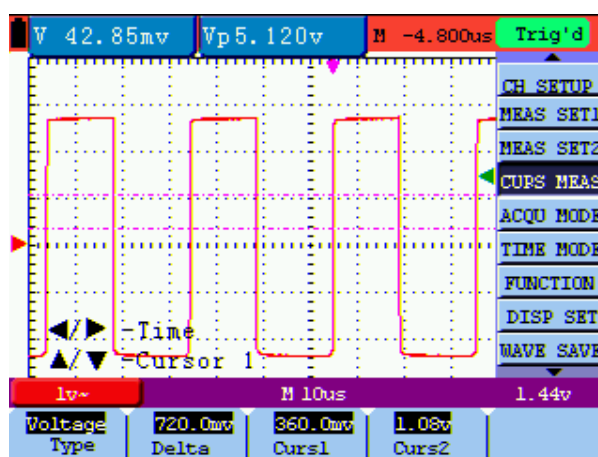 V 42.85mv Vp5.120v M -4.800us Trig'd
CH SETUP
MEAS SET1
MEAS SET2
CURS MEAS
ACQU MODE
TIME MODE
FUNCTION
DISP SET
WAVE SAVE
◀/▶ -Time
▲/▼ -Cursor 1
1v~ M 10us 1.44v
Voltage 720.0mv 360.0mv 1.08v
Type Delta Curs1 Curs2